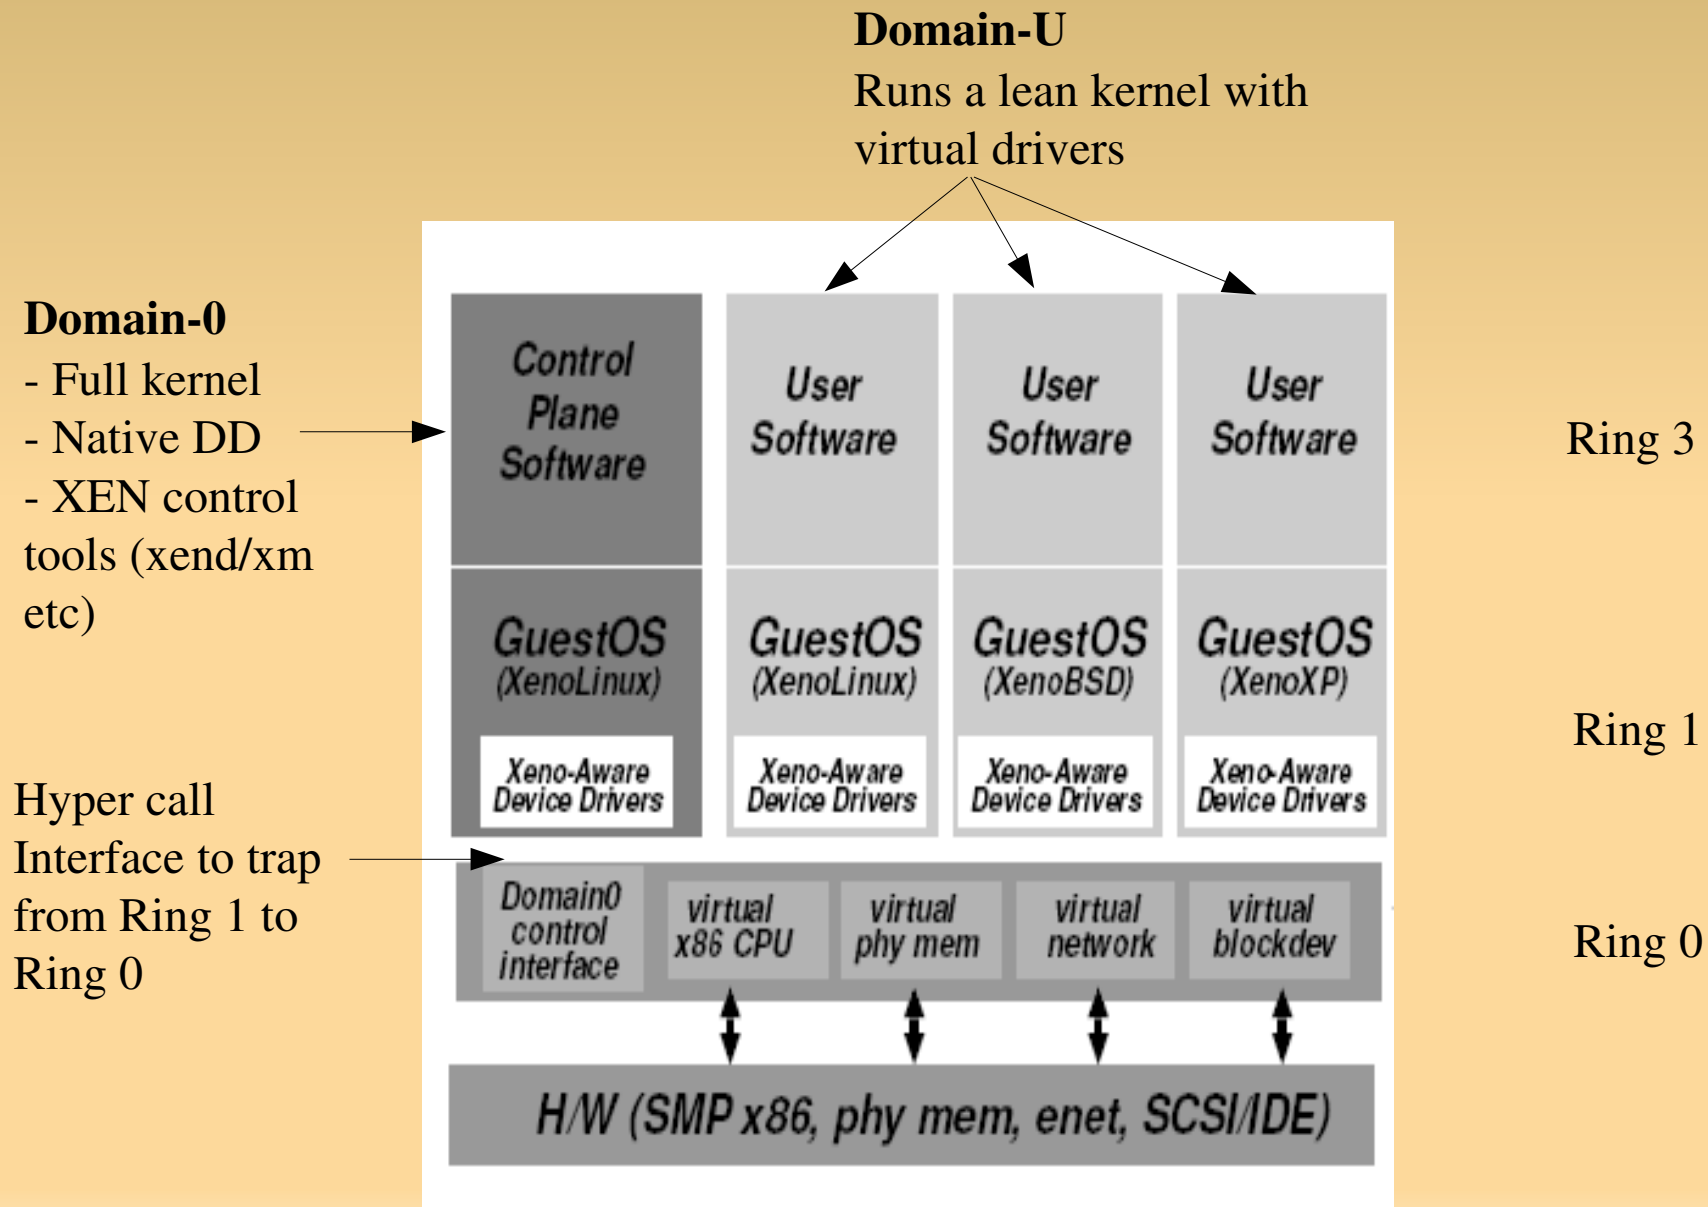 Domain-U
Runs a lean kernel with
virtual drivers
Domain-0
- Full kernel
- Native DD
- XEN control
tools (xend/xm
etc)
Hyper call
Interface to trap
from Ring 1 to
Ring 0
Control
Plane
Software
User
Software
User
Software
User
Software
Ring 3
GuestOS
(XenoLinux)
Xeno-Aware
Device Drivers
GuestOS
(XenoLinux)
Xeno-Aware
Device Drivers
GuestOS
(XenoBSD)
Xeno-Aware
Device Drivers
GuestOS
(XenoXP)
Xeno-Aware
Device Drivers
Ring 1
Domain0
control
interface
virtual
x86 CPU
virtual
phy mem
virtual
network
virtual
blockdev
Ring 0
H/W (SMP x86, phy mem, enet, SCSI/IDE)